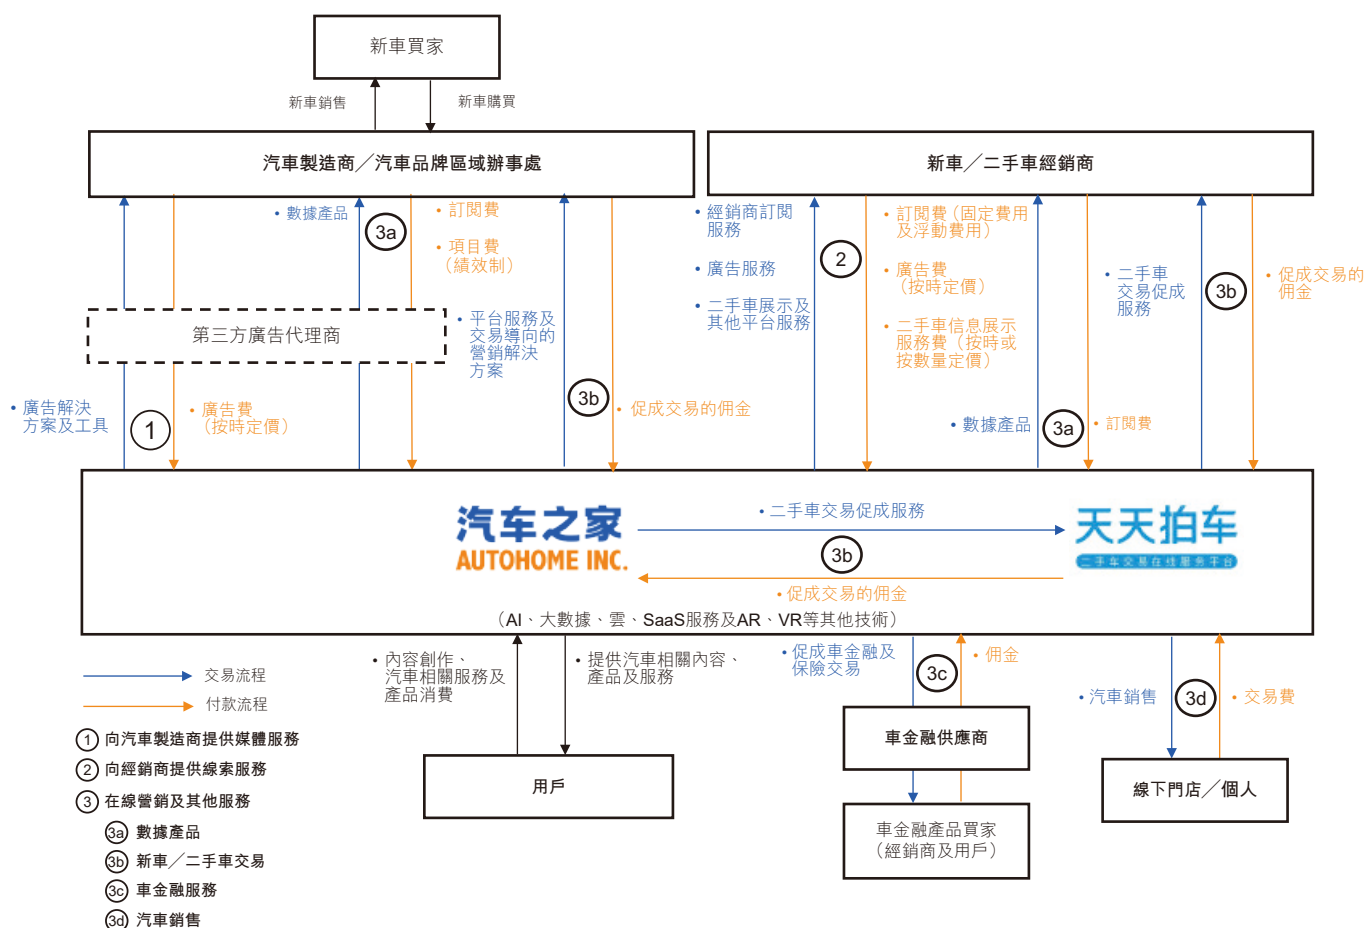 新車買家
新車銷售
新車購買
汽車製造商／汽車品牌區域辦事處
新車／二手車經銷商
• 數據產品
3a
• 訂閱費
• 項目費
（績效制）
• 經銷商訂閱
服務
• 廣告服務
• 二手車展示及
其他平台服務
2
• 訂閱費（固定費用
及浮動費用）
• 廣告費
（按時定價）
• 二手車信息展示
服務費（按時或
按數量定價）
• 二手車
交易促成
服務
3b
• 促成交易的
佣金
第三方廣告代理商
• 平台服務及
交易導向的
營銷解決
方案
3b
• 促成交易的佣金
• 廣告解決
方案及工具
1
• 廣告費
（按時定價）
• 數據產品
3a
• 訂閱費
汽车之家
AUTOHOME INC.
• 二手車交易促成服務
3b
• 促成交易的佣金
天天拍车
二手车交易在线服务平台
（AI、大數據、雲、SaaS服務及AR、VR等其他技術）
• 內容創作、
汽車相關服務及
產品消費
• 提供汽車相關內容、
產品及服務
• 促成車金融及
保險交易
3c
• 佣金
• 汽車銷售
3d
• 交易費
用戶
車金融供應商
車金融產品買家
（經銷商及用戶）
線下門店／個人
交易流程
付款流程
1 向汽車製造商提供媒體服務
2 向經銷商提供線索服務
3 在線營銷及其他服務
3a 數據產品
3b 新車／二手車交易
3c 車金融服務
3d 汽車銷售